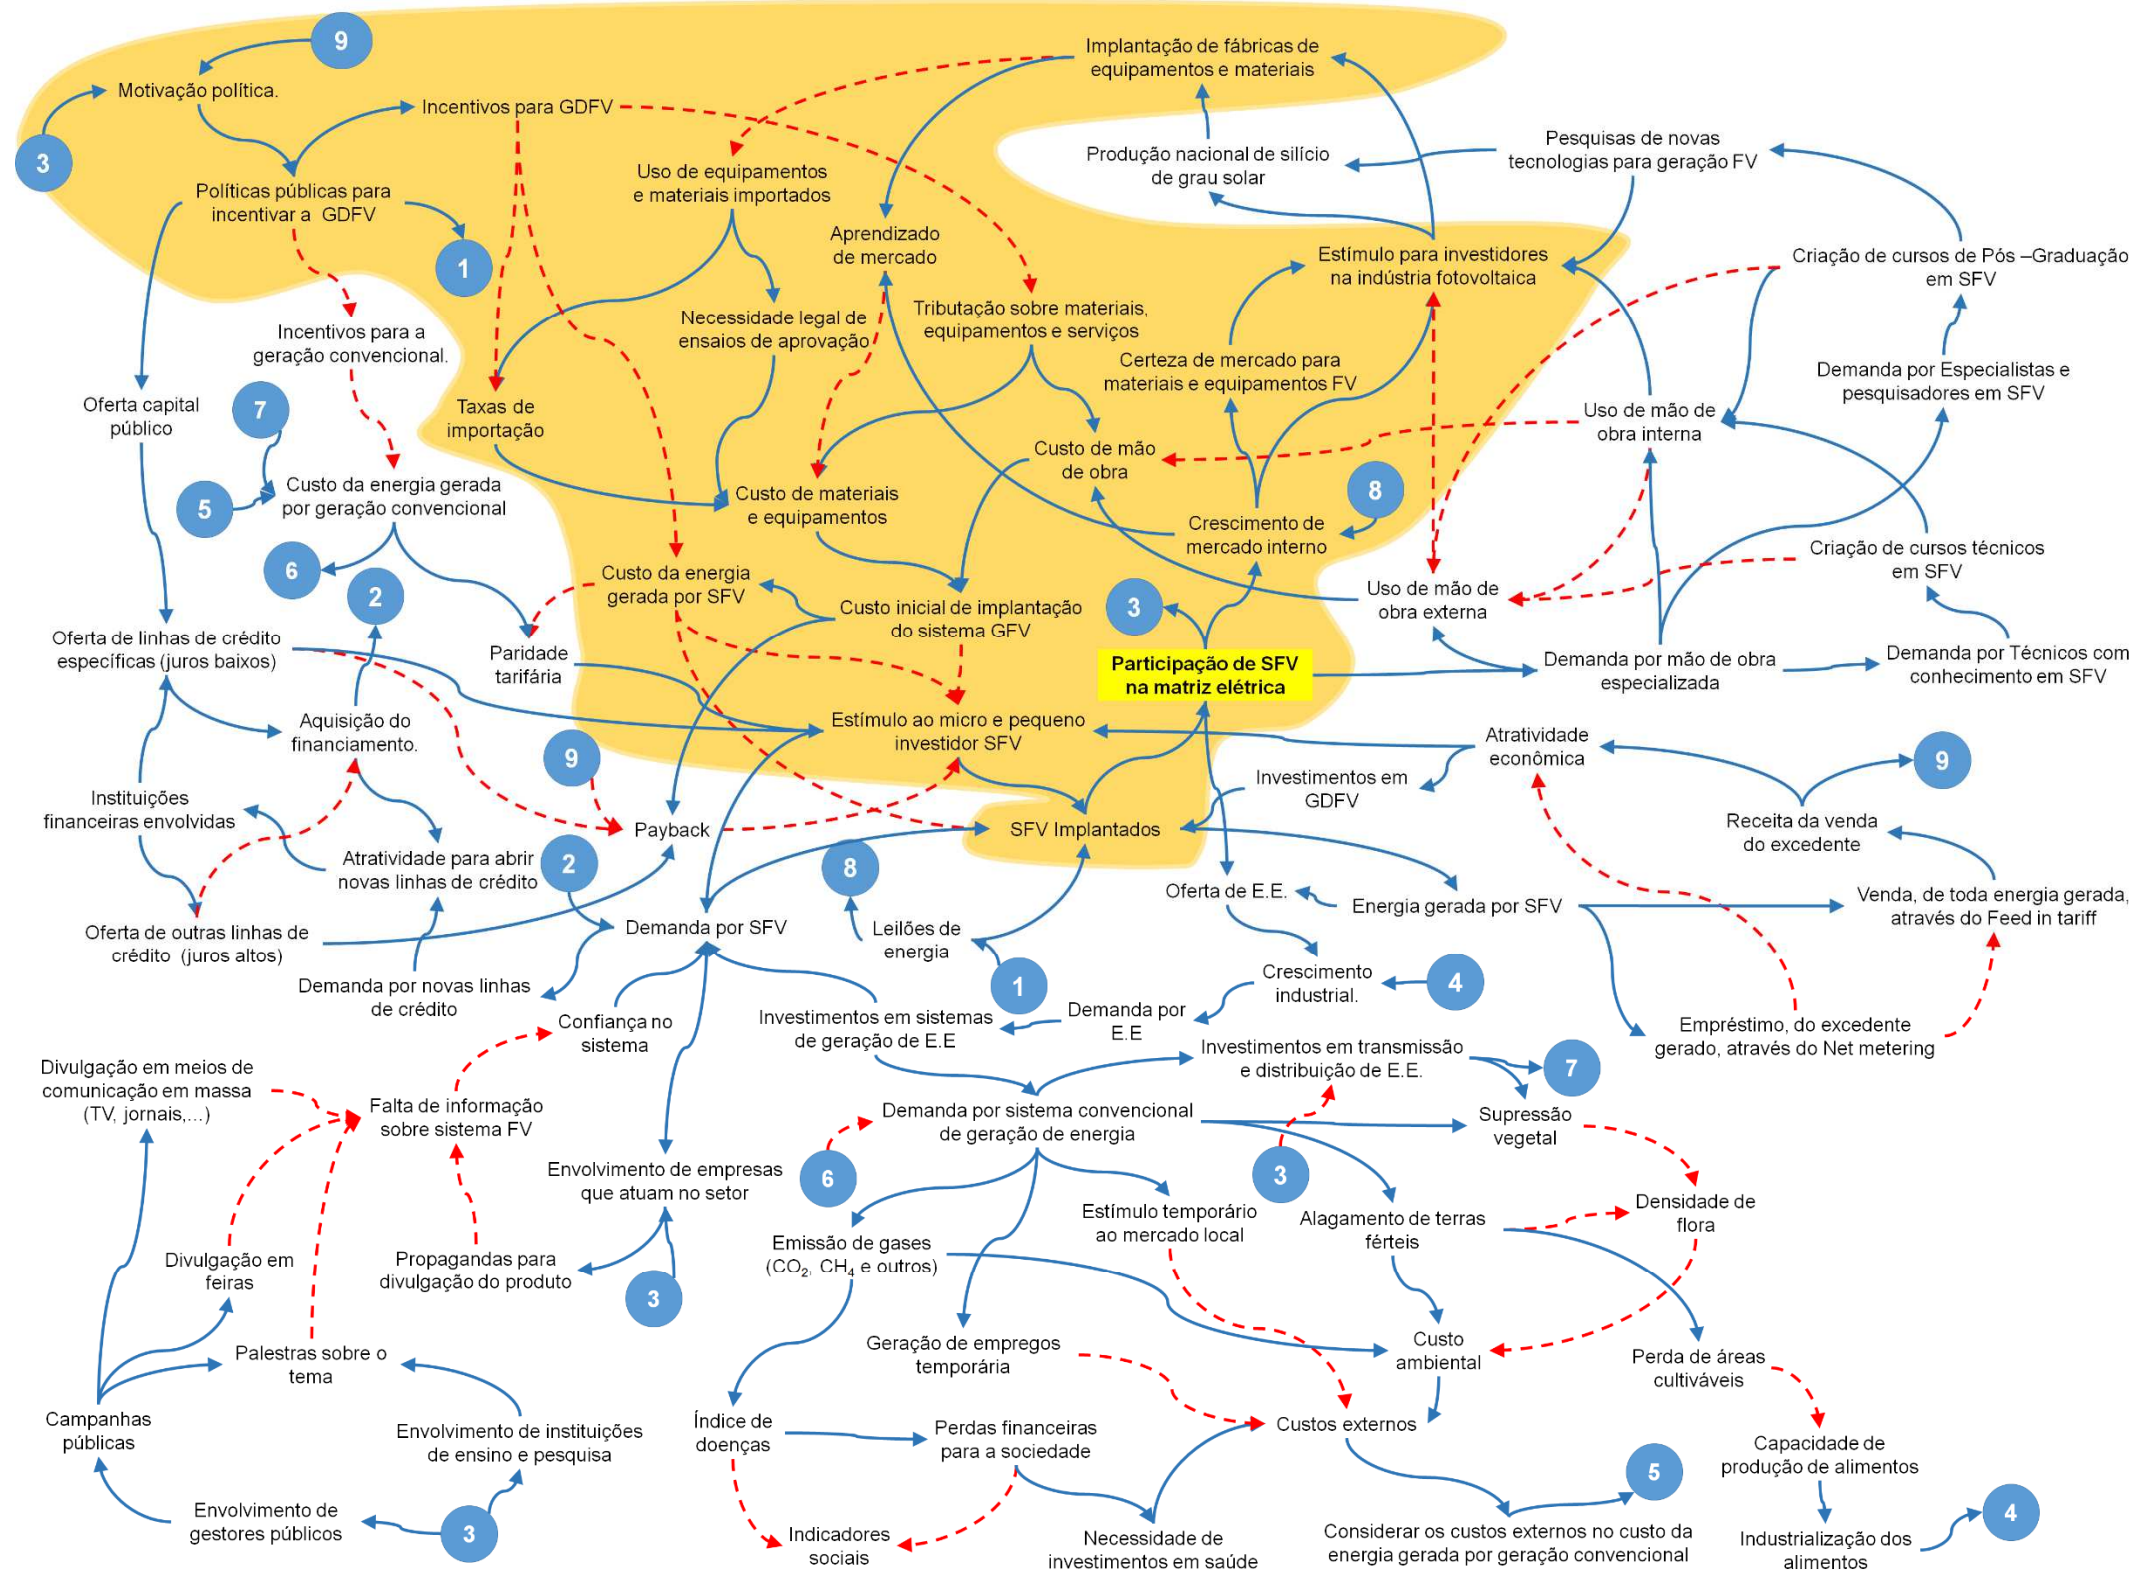 9
Implantação de fábricas de
equipamentos e materiais
Motivação política.
Incentivos para GDFV
3
Pesquisas de novas
tecnologias para geração FV
Produção nacional de silício
de grau solar
Uso de equipamentos
e materiais importados
Políticas públicas para
incentivar a GDFV
Aprendizado
de mercado
1
Estímulo para investidores
na indústria fotovoltaica
Criação de cursos de Pós –Graduação
em SFV
Incentivos para a
geração convencional.
Necessidade legal de
ensaios de aprovação
Tributação sobre materiais,
equipamentos e serviços
Certeza de mercado para
materiais e equipamentos FV
Demanda por Especialistas e
pesquisadores em SFV
Oferta capital
público
7
Taxas de
importação
Uso de mão de
obra interna
Custo de mão
de obra
Custo da energia gerada
por geração convencional
5
Custo de materiais
e equipamentos
8
Crescimento de
mercado interno
6
Criação de cursos técnicos
em SFV
2
Custo da energia
gerada por SFV
Custo inicial de implantação
do sistema GFV
3
Uso de mão de
obra externa
Oferta de linhas de crédito
específicas (juros baixos)
Paridade
tarifária
Participação de SFV
na matriz elétrica
Demanda por mão de obra
especializada
Demanda por Técnicos com
conhecimento em SFV
Aquisição do
financiamento.
Estímulo ao micro e pequeno
investidor SFV
Atratividade
econômica
9
9
Investimentos em
GDFV
Instituições
financeiras envolvidas
Payback
SFV Implantados
Receita da venda
do excedente
Atratividade para abrir
novas linhas de crédito
2
8
Oferta de E.E.
Energia gerada por SFV
Venda, de toda energia gerada,
através do Feed in tariff
Oferta de outras linhas de
crédito (juros altos)
Demanda por SFV
Leilões de
energia
1
Crescimento
industrial.
4
Demanda por novas linhas
de crédito
Confiança no
sistema
Investimentos em sistemas
de geração de E.E
Demanda por
E.E
Empréstimo, do excedente
gerado, através do Net metering
Divulgação em meios de
comunicação em massa
(TV, jornais,...)
Investimentos em transmissão
e distribuição de E.E.
7
Falta de informação
sobre sistema FV
Demanda por sistema convencional
de geração de energia
Supressão
vegetal
Envolvimento de empresas
que atuam no setor
6
3
Estímulo temporário
ao mercado local
Alagamento de terras
férteis
Densidade de
flora
Divulgação em
feiras
Propagandas para
divulgação do produto
Emissão de gases
(CO2, CH4 e outros)
3
Palestras sobre o
tema
Geração de empregos
temporária
Custo
ambiental
Perda de áreas
cultiváveis
Campanhas
públicas
Envolvimento de instituições
de ensino e pesquisa
Índice de
doenças
Perdas financeiras
para a sociedade
Custos externos
Capacidade de
produção de alimentos
5
Envolvimento de
gestores públicos
3
Indicadores
sociais
Necessidade de
investimentos em saúde
Considerar os custos externos no custo da
energia gerada por geração convencional
Industrialização dos
alimentos
4